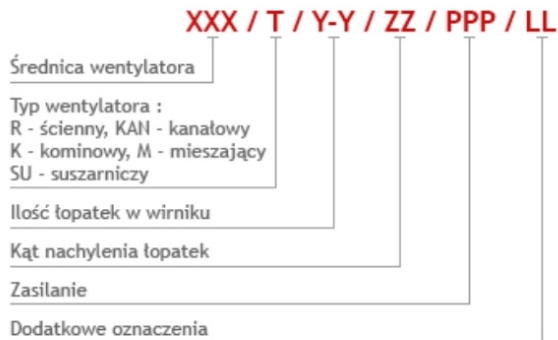 XXX / T / Y-Y / ZZ / PPP / LL
Średnica wentylatora
Typ wentylatora :
R - ścienny, KAN - kanałowy
K - kominowy, M - mieszający
SU - suszarniczy
Ilość łopatek w wirniku
Kąt nachylenia łopatek
Zasilanie
Dodatkowe oznaczenia